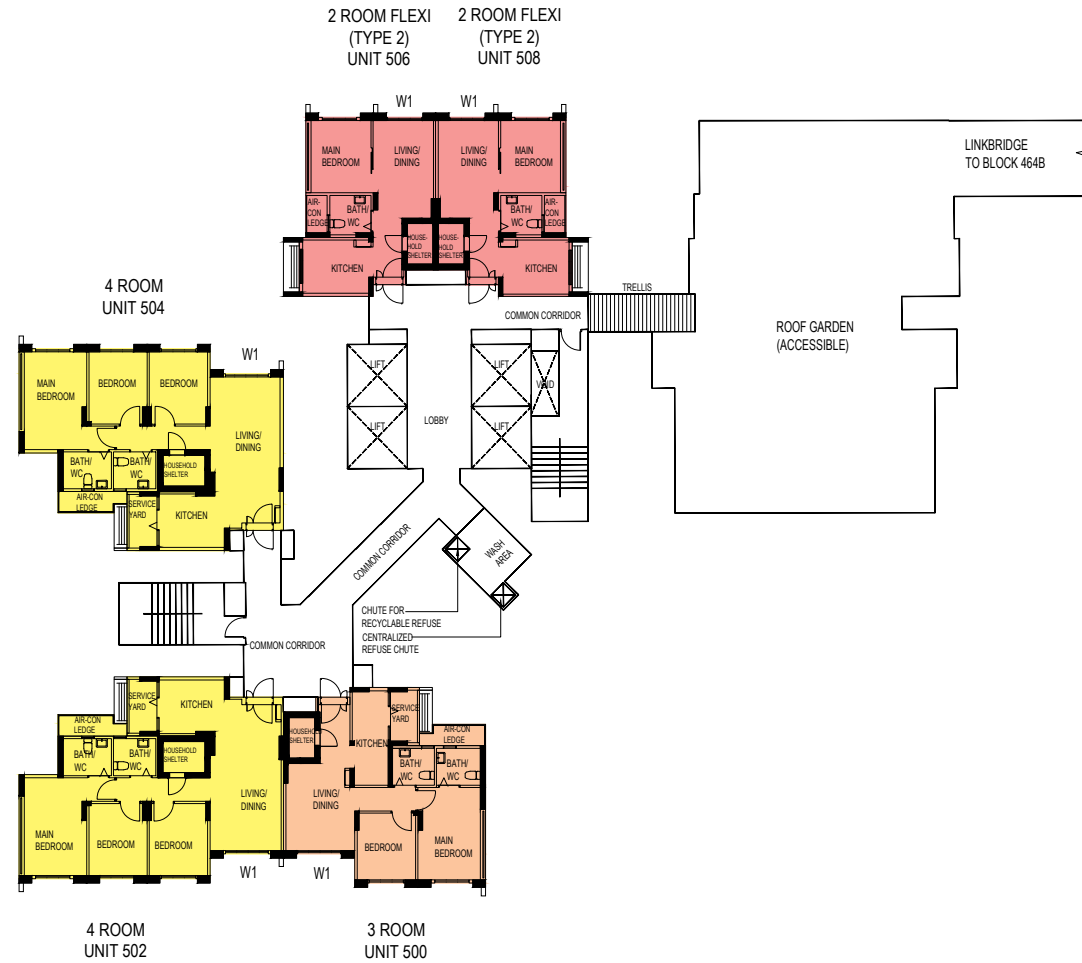 2 ROOM FLEXI
(TYPE 2)
UNIT 506
2 ROOM FLEXI
(TYPE 2)
UNIT 508
W1
W1
MAIN
BEDROOM
LIVING/
DINING
LIVING/
DINING
MAIN
BEDROOM
LINKBRIDGE
TO BLOCK 464B
AIR-
CON
LEDGE
BATH/
WC
BATH/
WC
AIR-
CON
LEDGE
HOUSE-
HOLD
SHELTER
HOUSE-
HOLD
SHELTER
KITCHEN
KITCHEN
4 ROOM
UNIT 504
TRELLIS
COMMON CORRIDOR
ROOF GARDEN
(ACCESSIBLE)
W1
LIFT
LIFT
VOID
MAIN
BEDROOM
BEDROOM
BEDROOM
LIFT
LOBBY
LIFT
LIVING/
DINING
BATH/
WC
BATH/
WC
HOUSEHOLD
SHELTER
AIR-CON
LEDGE
SERVICE
YARD
KITCHEN
COMMON CORRIDOR
WASH
AREA
CHUTE FOR
RECYCLABLE REFUSE
CENTRALIZED
REFUSE CHUTE
COMMON CORRIDOR
SERVICE
YARD
KITCHEN
AIR-CON
LEDGE
BATH/
WC
BATH/
WC
HOUSEHOLD
SHELTER
LIVING/
DINING
MAIN
BEDROOM
BEDROOM
BEDROOM
W1
HOUSEHOLD
SHELTER
KITCHEN
SERVICE
YARD
AIR-CON
LEDGE
BATH/
WC
BATH/
WC
LIVING/
DINING
BEDROOM
MAIN
BEDROOM
W1
4 ROOM
UNIT 502
3 ROOM
UNIT 500